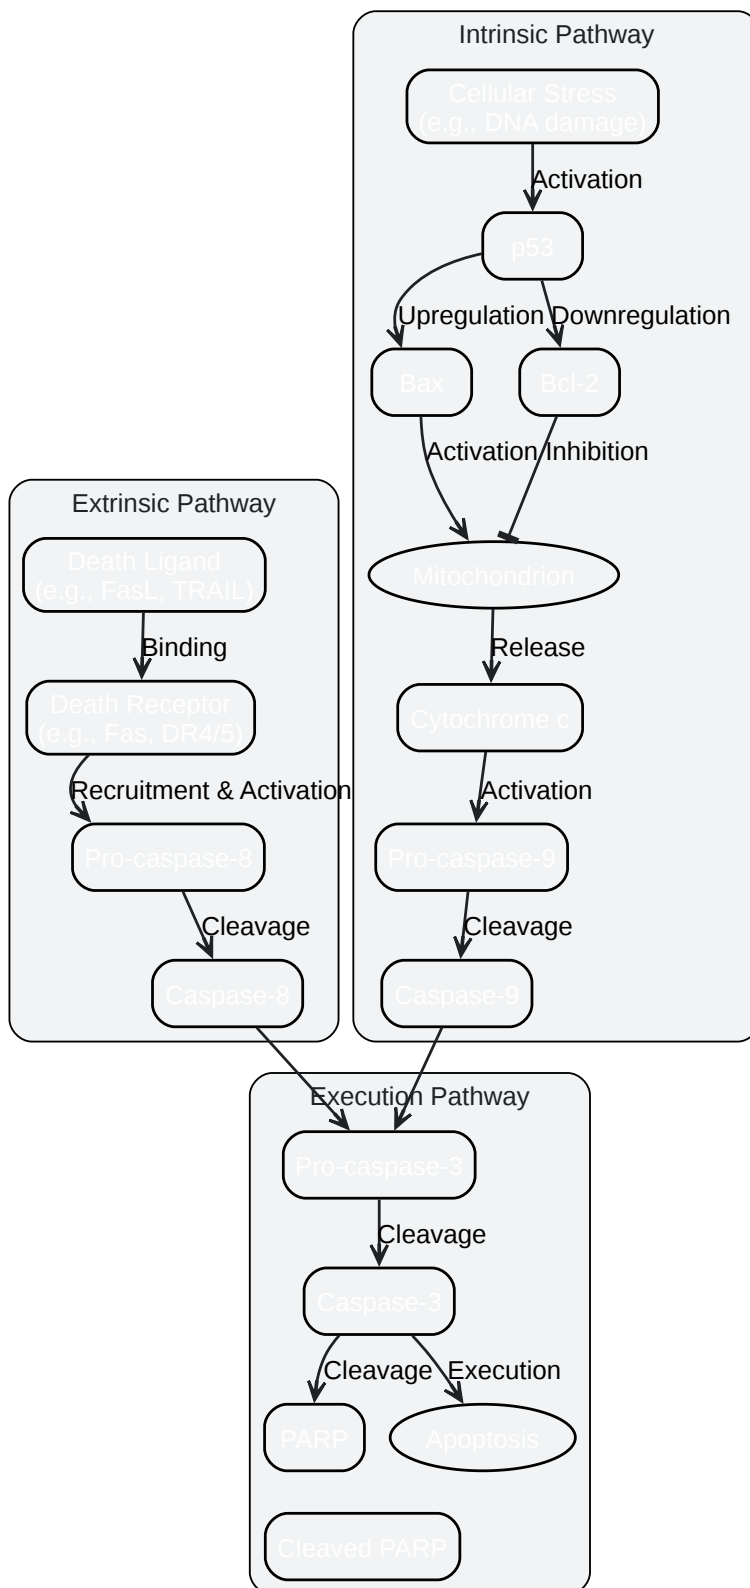 Intrinsic Pathway
Cellular Stress
(e.g., DNA damage)
Activation
p53
Upregulation
Downregulation
Bax
Bcl-2
Activation
Inhibition
Mitochondrion
Release
Cytochrome c
Activation
Pro-caspase-9
Cleavage
Caspase-9
Extrinsic Pathway
Death Ligand
(e.g., FasL, TRAIL)
Binding
Death Receptor
(e.g., Fas, DR4/5)
Recruitment & Activation
Pro-caspase-8
Cleavage
Caspase-8
Execution Pathway
Pro-caspase-3
Cleavage
Caspase-3
Cleavage
Execution
PARP
Apoptosis
Cleaved PARP